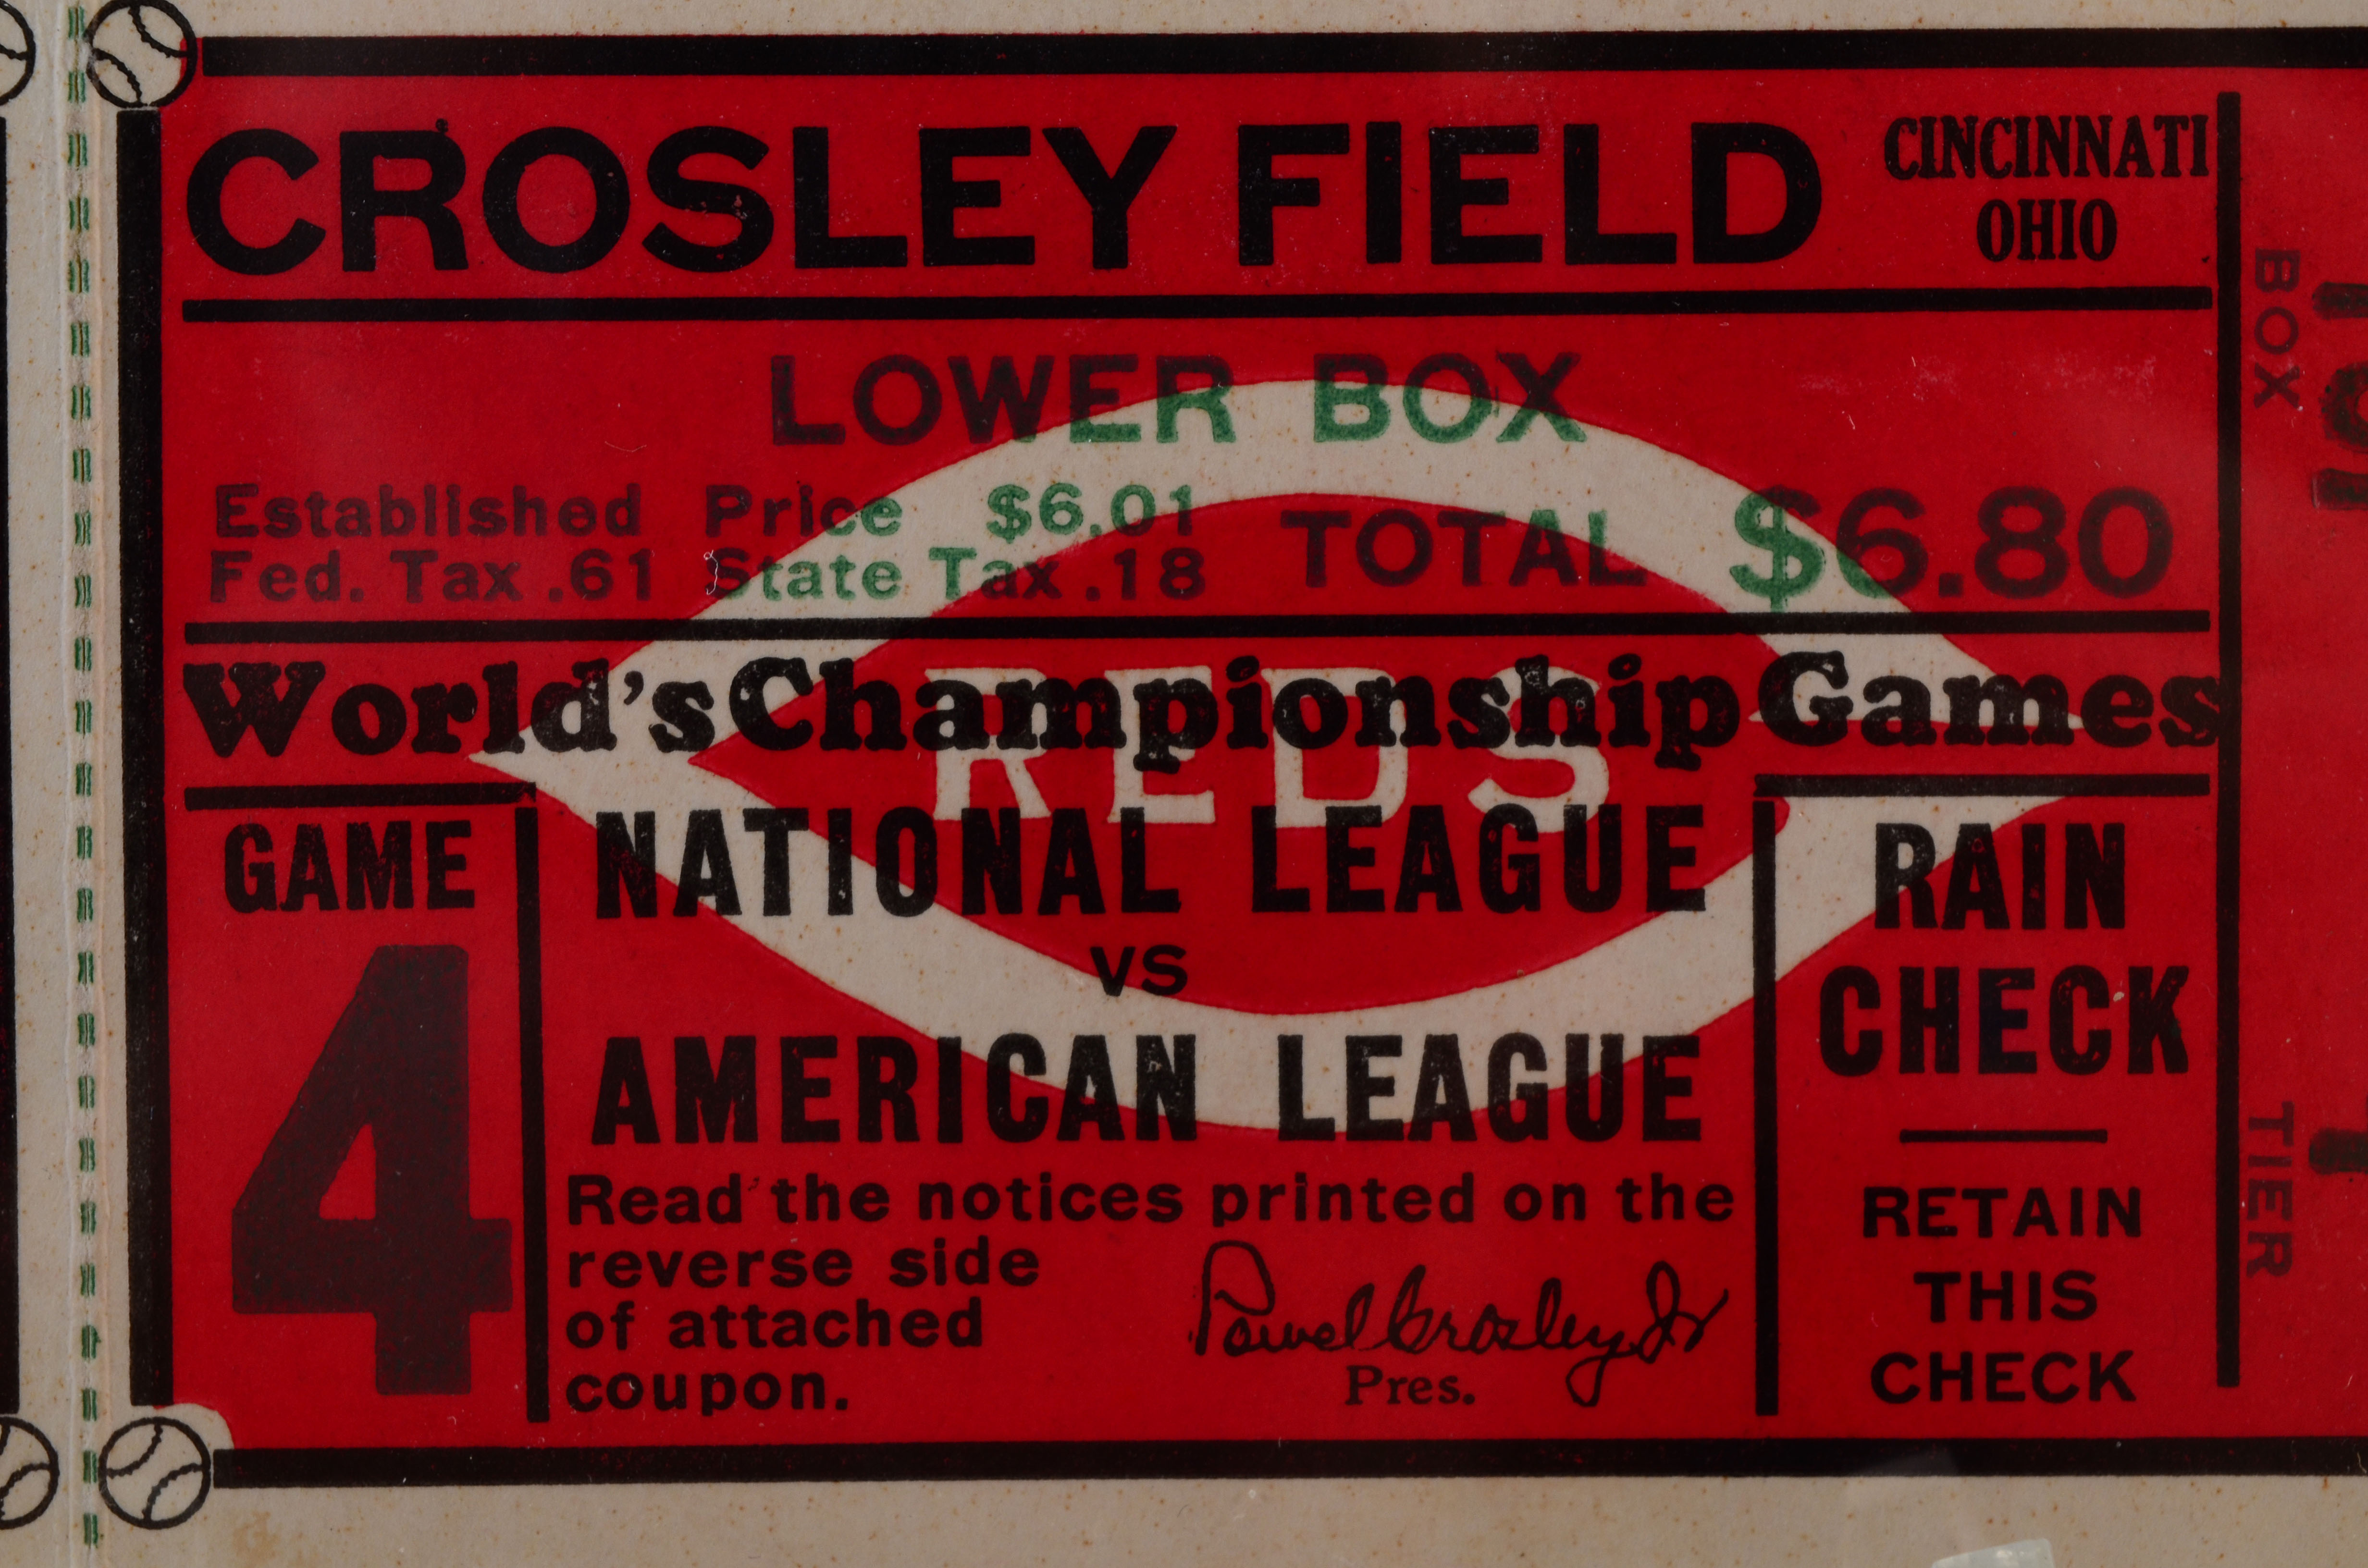 CROSLEY FIELD
CINCINNATI
OHIO
LOWER BOX
Established Price $6.01
Fed. Tax .61 State Tax .18
TOTAL $6.80
World's Championship Games
REDS
GAME
4
NATIONAL LEAGUE
VS
AMERICAN LEAGUE
Read the notices printed on the
reverse side
of attached
coupon.
Powel Crosley Jr
Pres.
RAIN
CHECK
RETAIN
THIS
CHECK
BOX
TIER